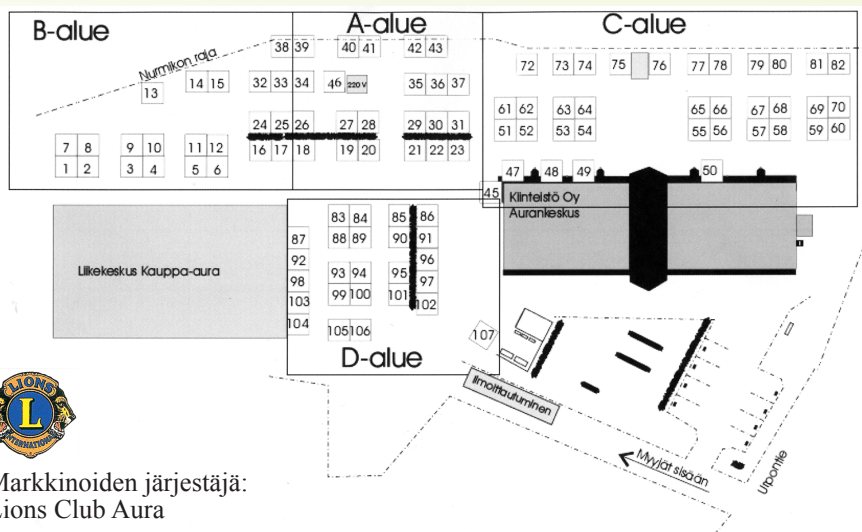 B-alue
A-alue
C-alue
Nurmikon raja
38 39 40 41 42 43
72 73 74 75 76 77 78 79 80 81 82
13 14 15 32 33 34 46 220 V 35 36 37
61 62 63 64 65 66 67 68 69 70
24 25 26 27 28 29 30 31
51 52 53 54 55 56 57 58 59 60
7 8 9 10 11 12 16 17 18 19 20 21 22 23
1 2 3 4 5 6
47 48 49 50
45
Kiinteistö Oy
Aurankeskus
83 84 85 86
87 88 89 90 91
92 96
Liikekeskus Kauppa-aura
98 93 94 95 97
103 99 100 101 102
104 105 106
107
D-alue
Ilmoittautuminen
Myyjät sisään
Urpontie
LIONS
L
INTERNATIONAL
Markkinoiden järjestäjä:
Lions Club Aura